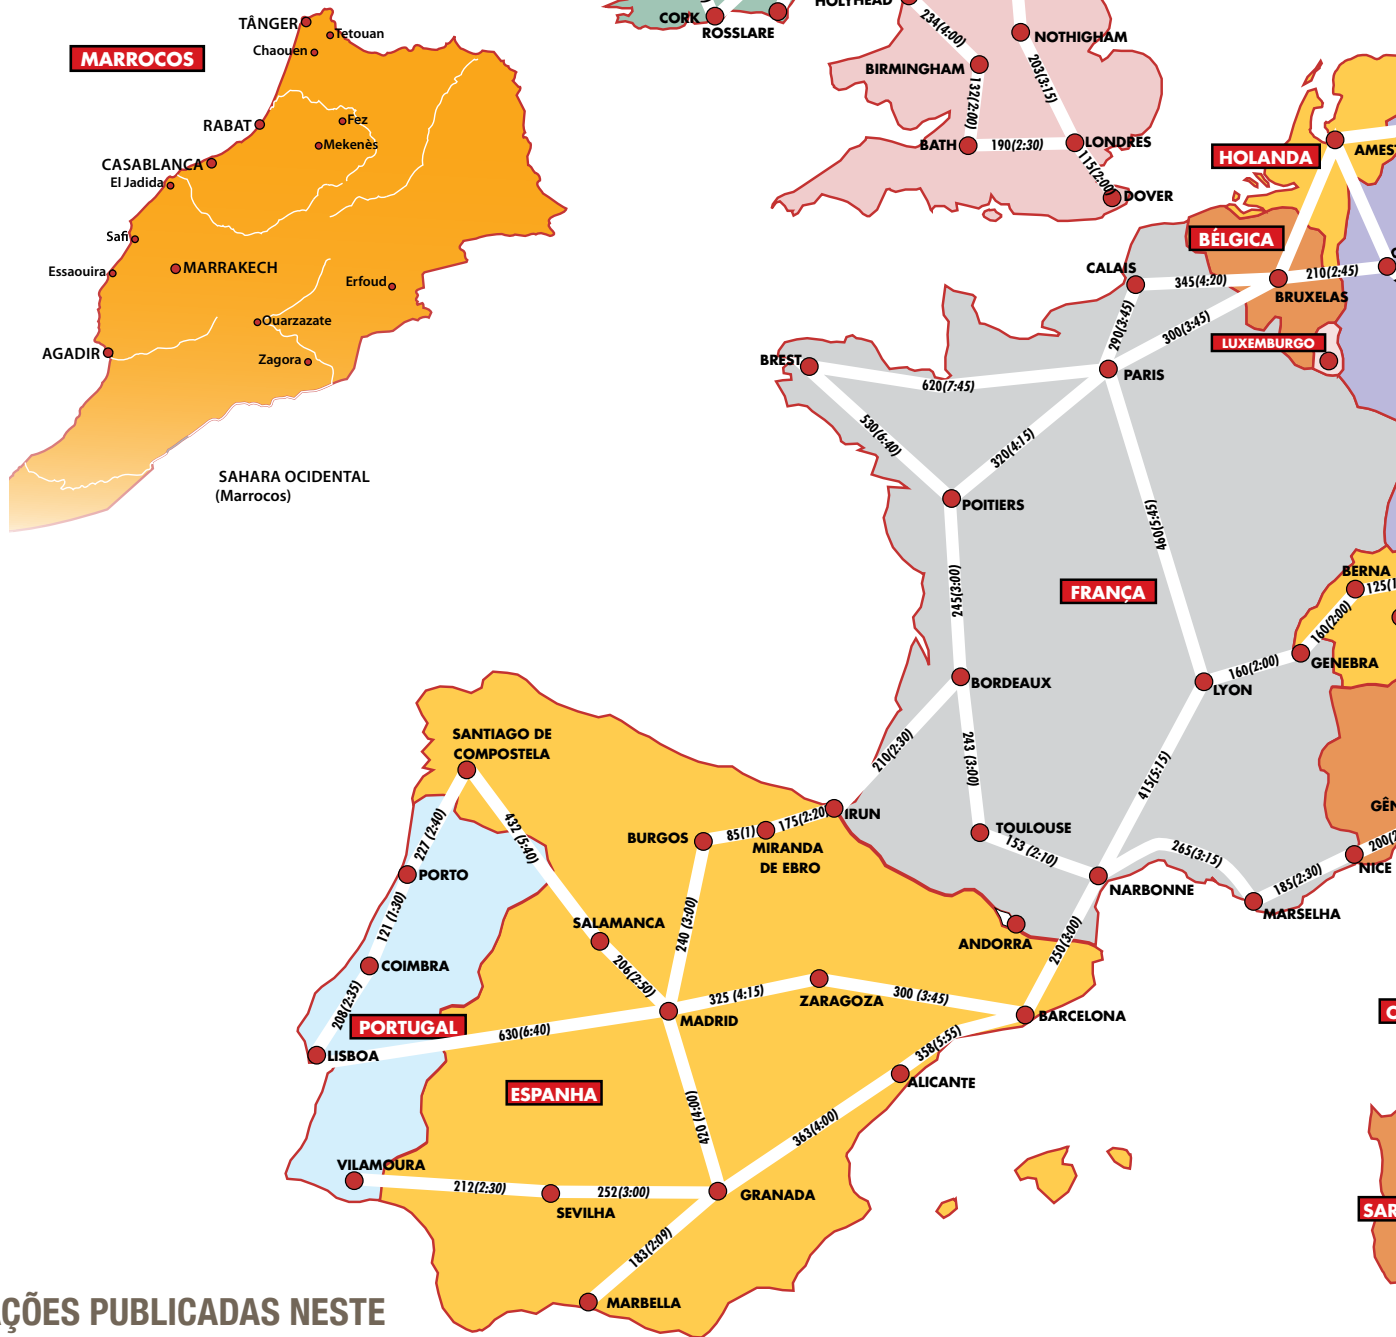 MARROCOS
TÂNGER
Tetouan
Chaouen
RABAT
Fez
Mekenès
CASABLANCA
El Jadida
Safi
Essaouira
MARRAKECH
Erfoud
Ouarzazate
AGADIR
Zagora
SAHARA OCIDENTAL
(Marrocos)
CORK
ROSSLARE
HOLYHEAD
234(4:00)
NOTHIGHAM
BIRMINGHAM
203(3:15)
132(2:00)
BATH
190(2:30)
LONDRES
115(2:00)
DOVER
HOLANDA
AMEST
BÉLGICA
CALAIS
345(4:20)
210(2:45)
BRUXELAS
290(3:45)
300(3:45)
LUXEMBURGO
BREST
620(7:45)
PARIS
530(6:40)
320(4:15)
POITIERS
460(5:45)
245(3:00)
FRANÇA
BERNA
125(1
160(2:00)
GENEBRA
160(2:00)
LYON
BORDEAUX
210(2:30)
243 (3:00)
415(5:15)
SANTIAGO DE
COMPOSTELA
227 (2:40)
432 (5:40)
BURGOS
85(1)
175(2:20)
IRUN
MIRANDA
DE EBRO
TOULOUSE
153 (2:10)
265(3:15)
GÊN
200(2
NICE
185(2:30)
MARSELHA
NARBONNE
PORTO
121 (1:30)
SALAMANCA
240 (3:00)
ANDORRA
250(3:00)
COIMBRA
206(2:50)
208(2:35)
325 (4:15)
ZARAGOZA
300 (3:45)
PORTUGAL
MADRID
BARCELONA
630(6:40)
LISBOA
358(5:55)
ALICANTE
ESPANHA
420 (4:00)
363(4:00)
VILAMOURA
212(2:30)
252(3:00)
SEVILHA
GRANADA
183(2:09)
MARBELLA
SAR
AÇÕES PUBLICADAS NESTE